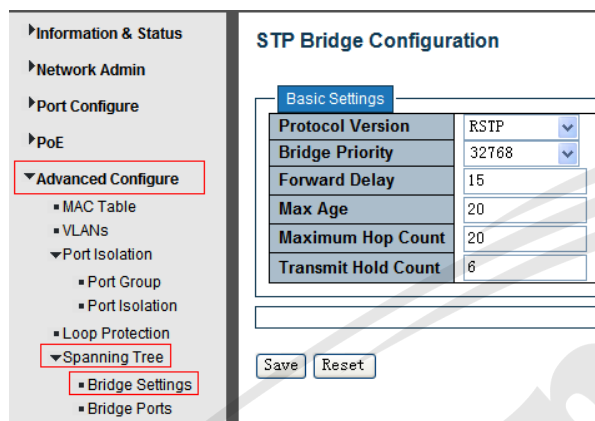 Information & Status
Network Admin
Port Configure
PoE
Advanced Configure
MAC Table
VLANs
Port Isolation
Port Group
Port Isolation
Loop Protection
Spanning Tree
Bridge Settings
Bridge Ports
STP Bridge Configuration
Basic Settings
Protocol Version RSTP
Bridge Priority 32768
Forward Delay 15
Max Age 20
Maximum Hop Count 20
Transmit Hold Count 6
Save Reset